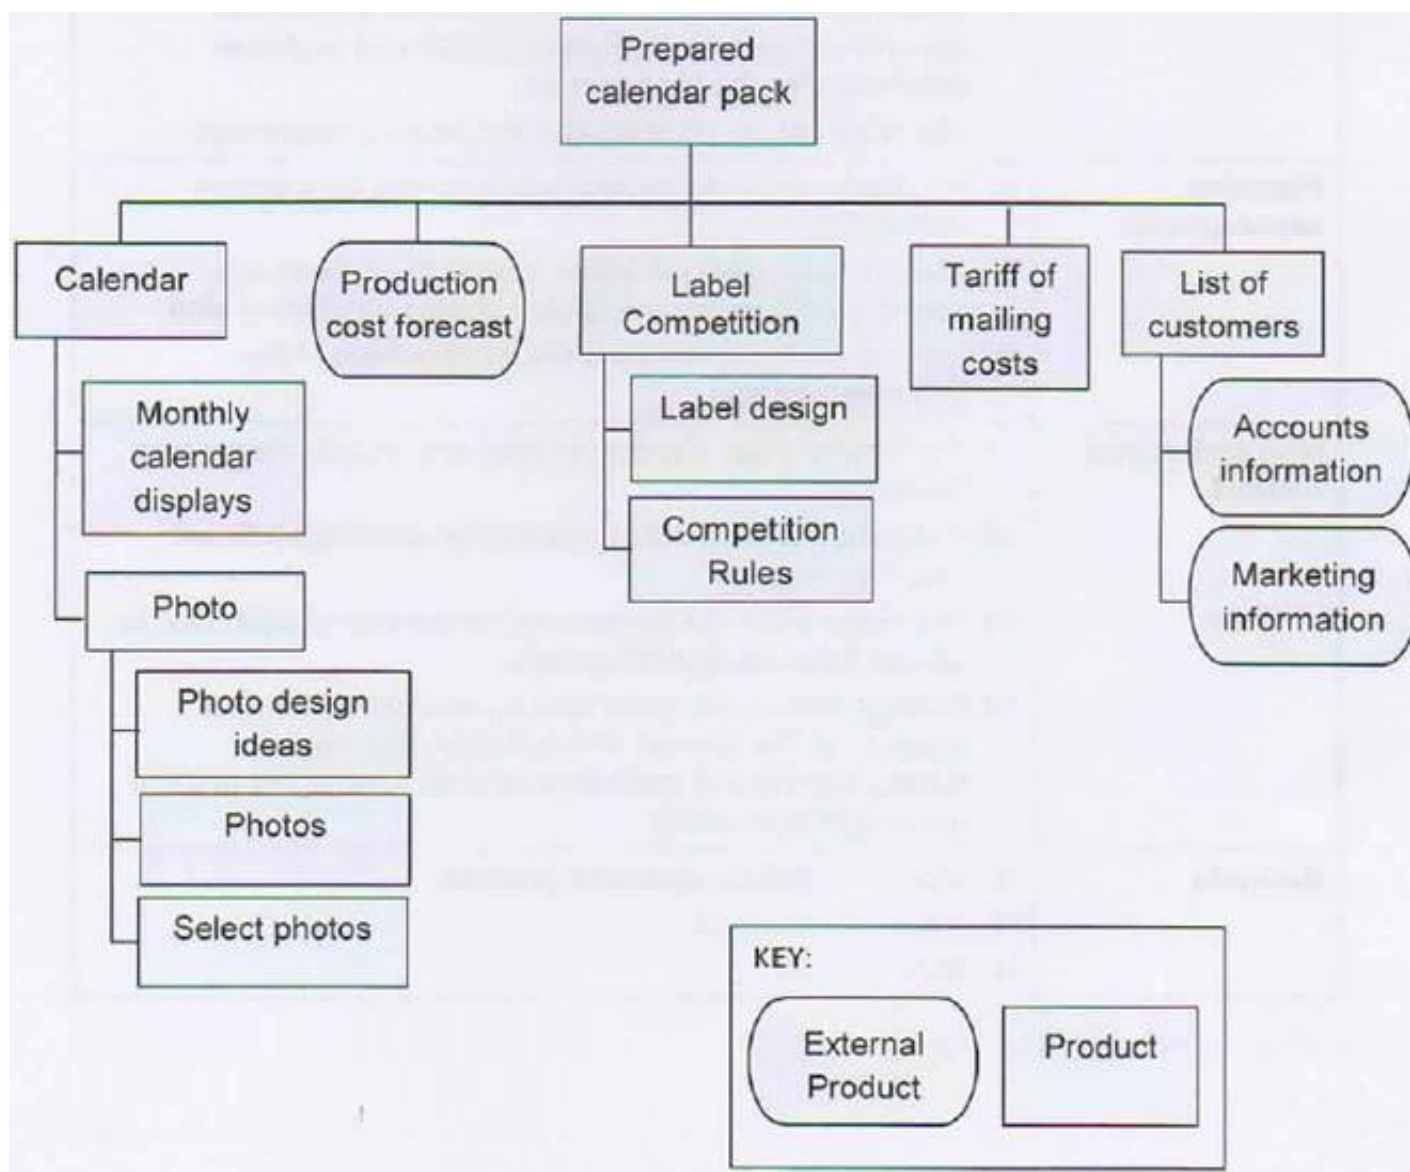 Prepared
calendar pack
Calendar
Production
cost forecast
Label
Competition
Tariff of
mailing
costs
List of
customers
Monthly
calendar
displays
Label design
Accounts
information
Competition
Rules
Marketing
information
Photo
Photo design
ideas
Photos
Select photos
KEY:
External
Product
Product